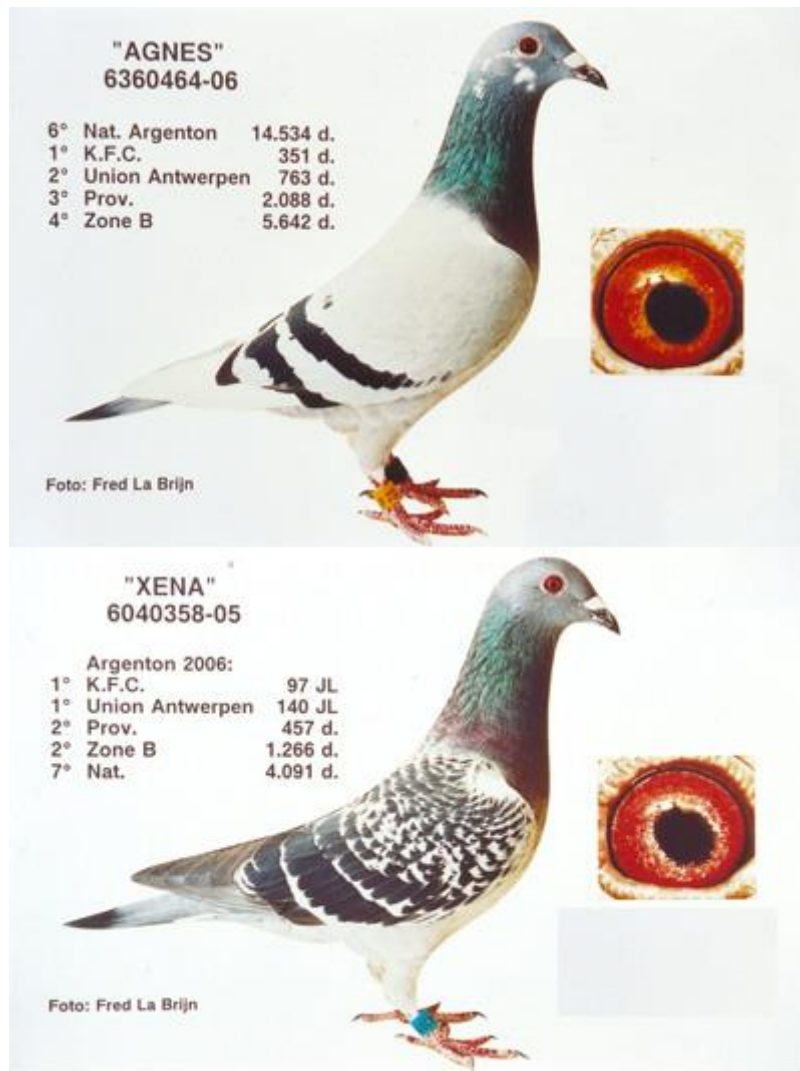 "AGNES"
6360464-06
6° Nat. Argenton 14.534 d.
1° K.F.C. 351 d.
2° Union Antwerpen 763 d.
3° Prov. 2.088 d.
4° Zone B 5.642 d.
Foto: Fred La Brijn
"XENA"
6040358-05
Argenton 2006:
1° K.F.C. 97 JL
1° Union Antwerpen 140 JL
2° Prov. 457 d.
2° Zone B 1.266 d.
7° Nat. 4.091 d.
Foto: Fred La Brijn